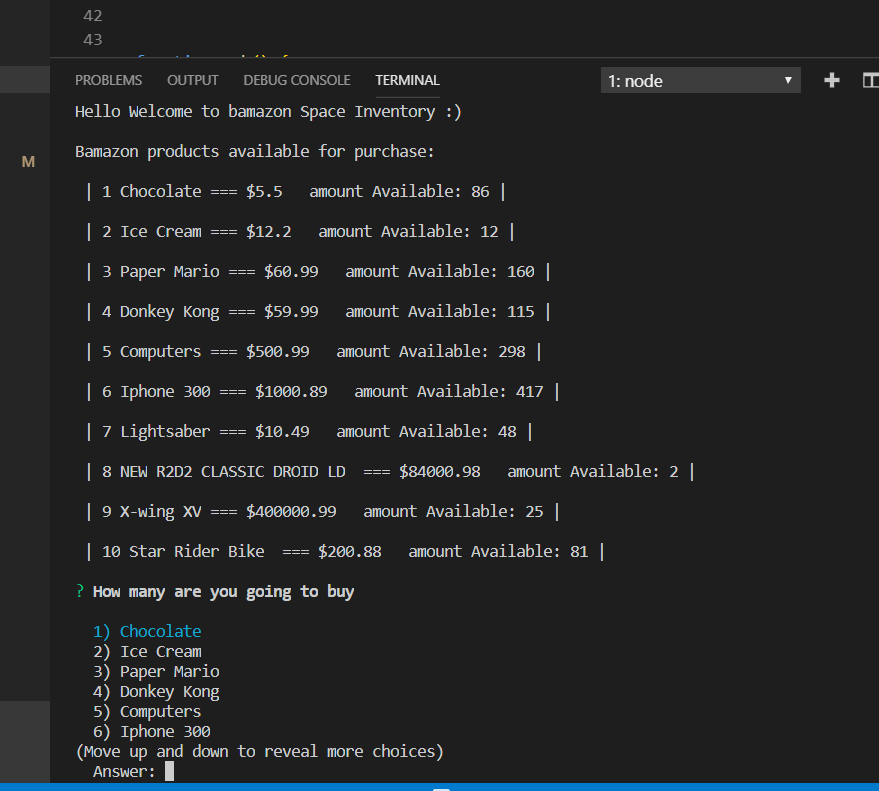 42
43
PROBLEMS OUTPUT DEBUG CONSOLE TERMINAL 1: node
Hello Welcome to bamazon Space Inventory :)
M
Bamazon products available for purchase:
| 1 Chocolate === $5.5   amount Available: 86 |
| 2 Ice Cream === $12.2   amount Available: 12 |
| 3 Paper Mario === $60.99   amount Available: 160 |
| 4 Donkey Kong === $59.99   amount Available: 115 |
| 5 Computers === $500.99   amount Available: 298 |
| 6 Iphone 300 === $1000.89   amount Available: 417 |
| 7 Lightsaber === $10.49   amount Available: 48 |
| 8 NEW R2D2 CLASSIC DROID LD  === $84000.98   amount Available: 2 |
| 9 X-wing XV === $400000.99   amount Available: 25 |
| 10 Star Rider Bike  === $200.88   amount Available: 81 |
? How many are you going to buy
1) Chocolate
2) Ice Cream
3) Paper Mario
4) Donkey Kong
5) Computers
6) Iphone 300
(Move up and down to reveal more choices)
Answer: